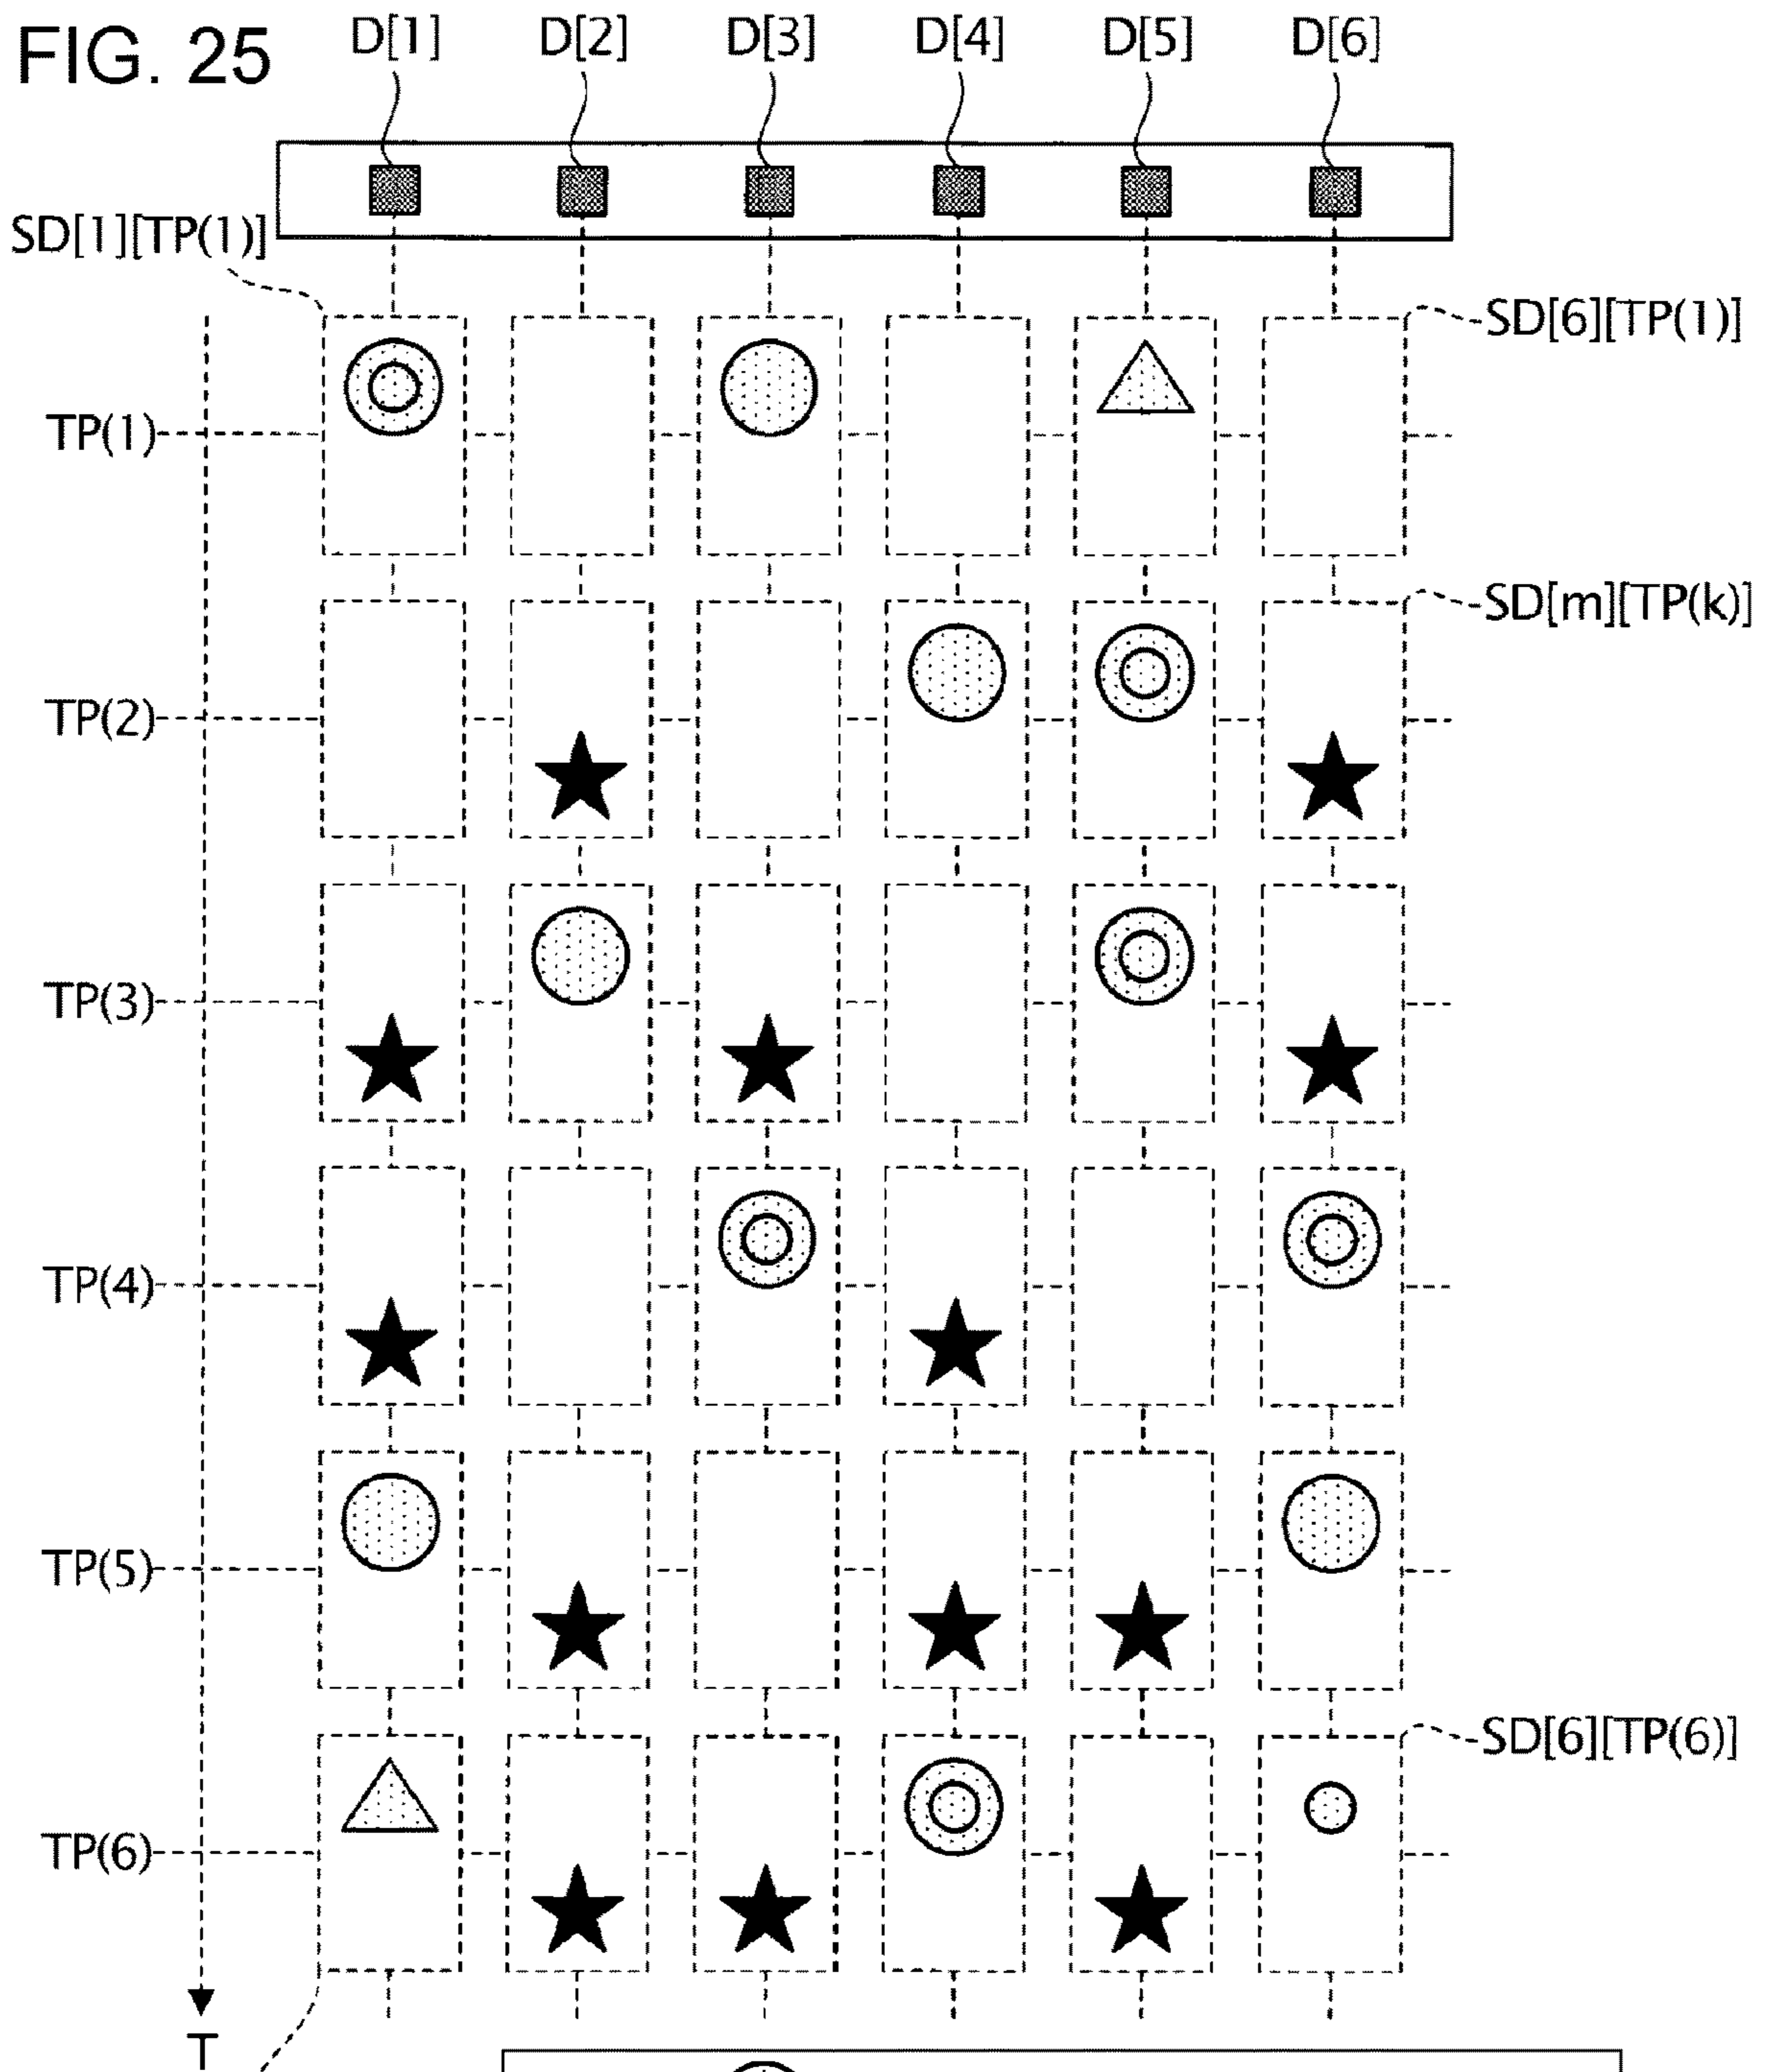 FIG. 25
D[1] D[2] D[3] D[4] D[5] D[6]
SD[1][TP(1)]
SD[6][TP(1)]
TP(1)
SD[m][TP(k)]
TP(2)
TP(3)
TP(4)
TP(5)
SD[6][TP(6)]
TP(6)
T